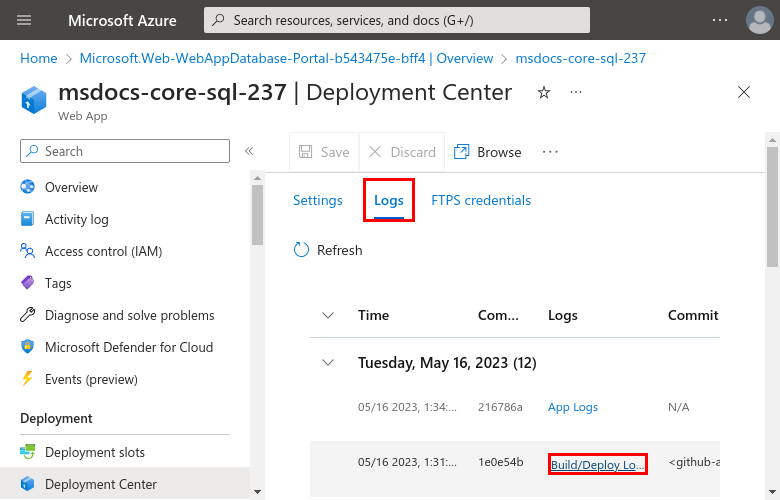 Microsoft Azure
Search resources, services, and docs (G+/)
Home > Microsoft.Web-WebAppDatabase-Portal-b543475e-bff4 | Overview > msdocs-core-sql-237
msdocs-core-sql-237 | Deployment Center
Web App
Search
Overview
Activity log
Access control (IAM)
Tags
Diagnose and solve problems
Microsoft Defender for Cloud
Events (preview)
Deployment
Deployment slots
Deployment Center
Save Discard Browse
Settings Logs FTPS credentials
Refresh
Time Com... Logs Commit
Tuesday, May 16, 2023 (12)
05/16 2023, 1:34:... 216786a App Logs N/A
05/16 2023, 1:31:... 1e0e54b Build/Deploy Lo... <github-a